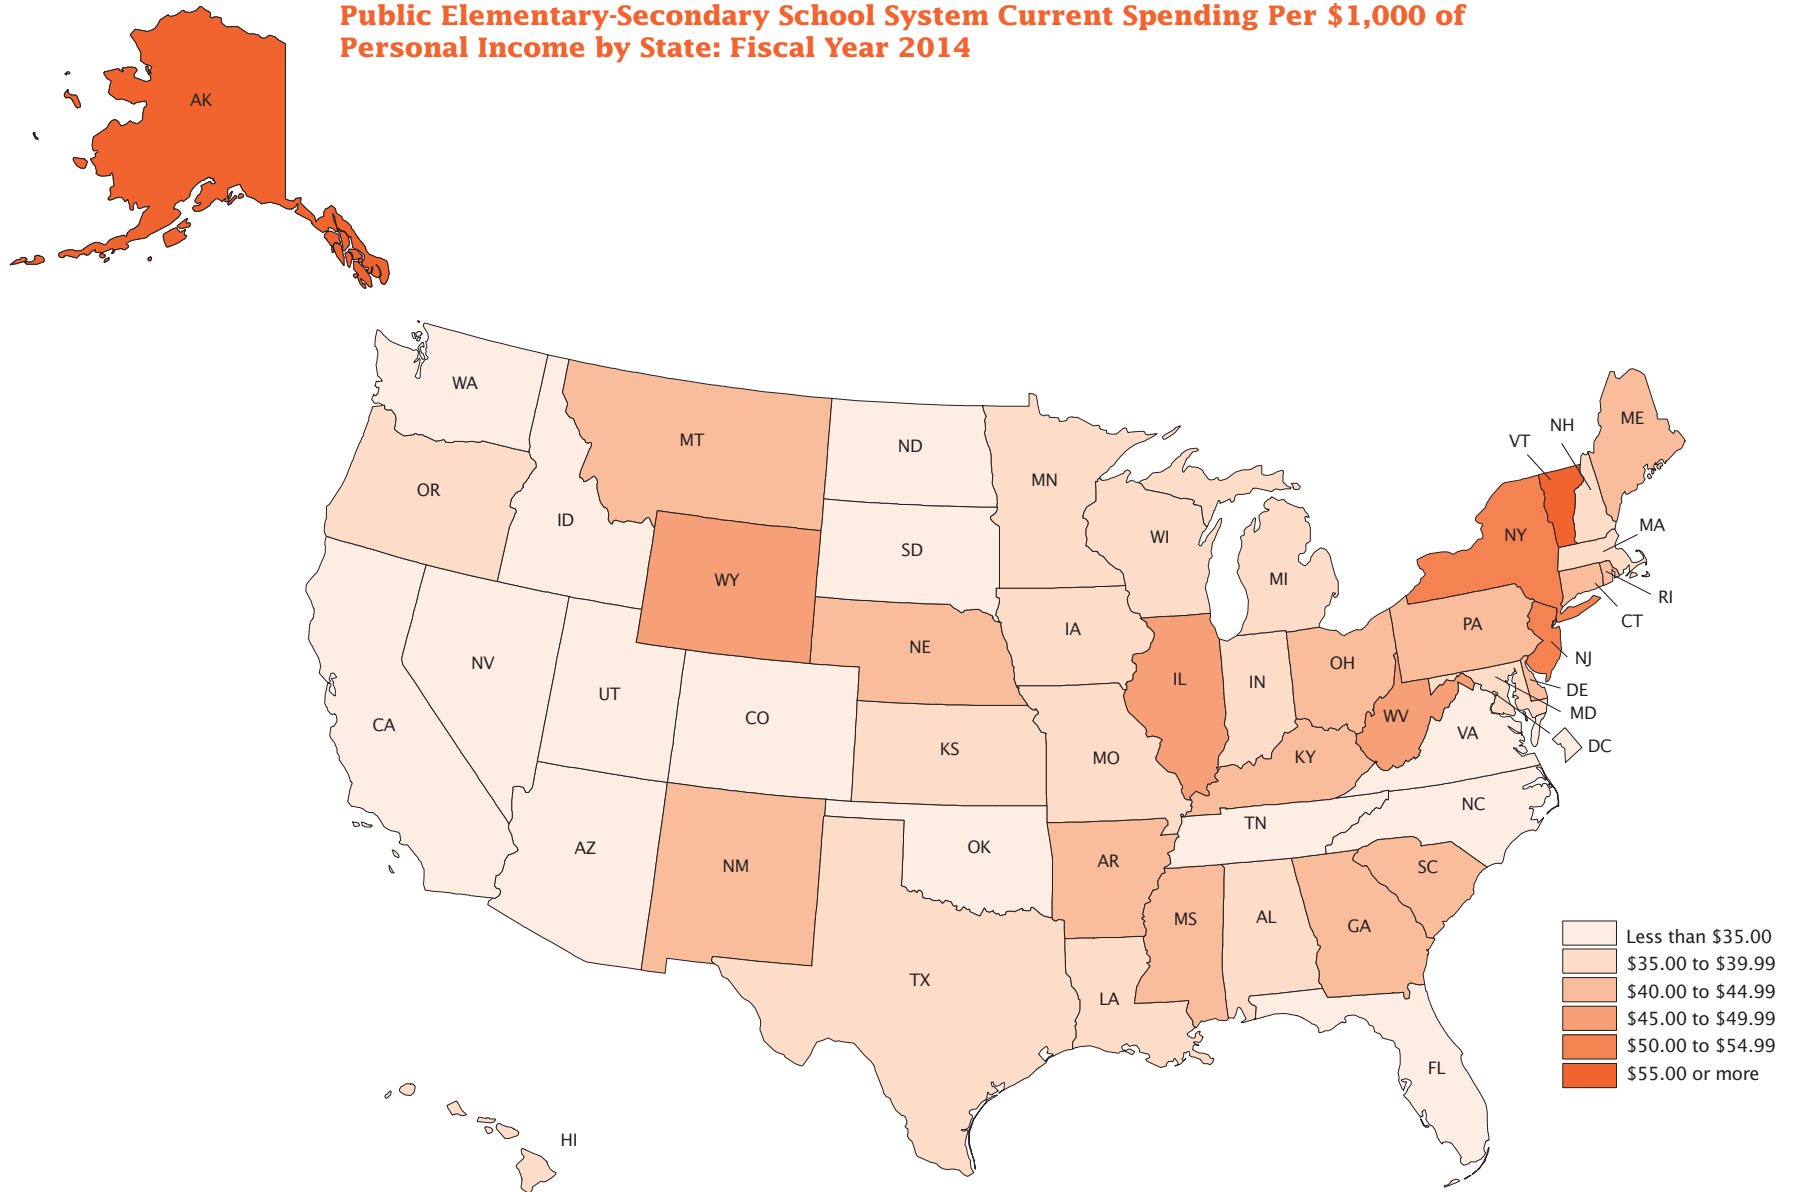 Public Elementary-Secondary School System Current Spending Per $1,000 of
Personal Income by State: Fiscal Year 2014
AK
WA
MT
ND
MN
OR
ID
SD
WI
MI
NH
VT
ME
NY
MA
RI
CT
WY
NE
IA
PA
NJ
NV
UT
CO
IL
IN
OH
DE
MD
DC
CA
KS
MO
WV
VA
KY
AZ
NM
OK
AR
TN
NC
SC
MS
AL
GA
TX
LA
FL
HI
Less than $35.00
$35.00 to $39.99
$40.00 to $44.99
$45.00 to $49.99
$50.00 to $54.99
$55.00 or more